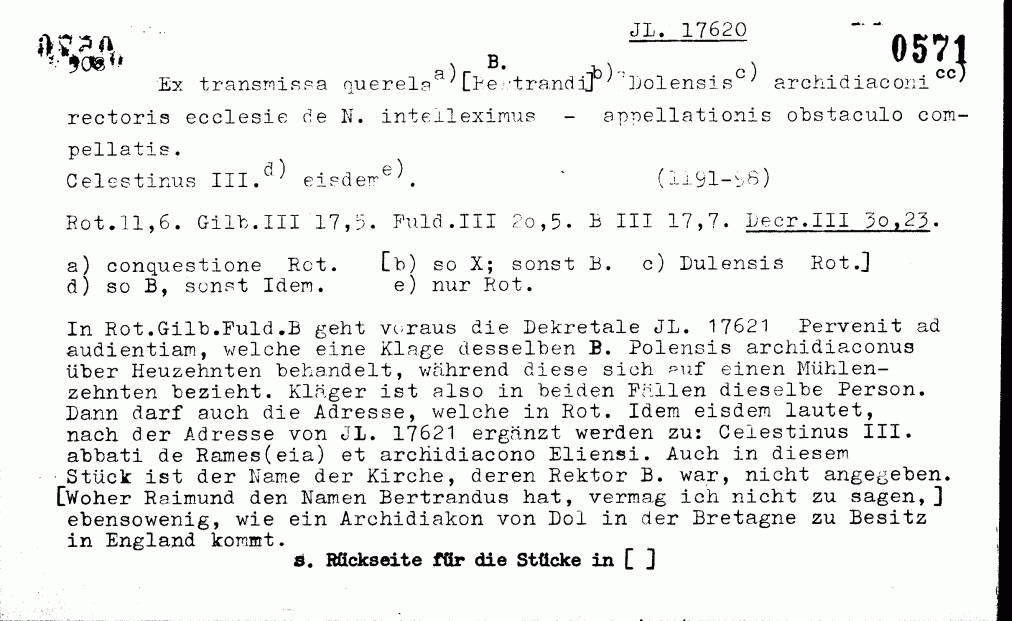 JL. 17620
0571
B.
Ex transmissa querela a) [Bertrandi] b) Dolensis c) archidiaconi cc)
rectoris ecclesie de N. intelleximus — appellationis obstaculo com-
pellatis.
Celestinus III. d) eisdem e). (1191-98)
Rot.11,6. Gilb.III 17,5. Fuld.III 2o,5. B III 17,7. Decr.III 3o,23.
a) conquestione Rot. [b) so X; sonst B. c) Dulensis Rot.]
d) so B, sonst Idem. e) nur Rot.
In Rot.Gilb.Fuld.B geht voraus die Dekretale JL. 17621 Pervenit ad
audientiam, welche eine Klage desselben B. Polensis archidiaconus
über Heuzehnten behandelt, während diese sich auf einen Mühlen-
zehnten bezieht. Kläger ist also in beiden Fällen dieselbe Person.
Dann darf auch die Adresse, welche in Rot. Idem eisdem lautet,
nach der Adresse von JL. 17621 ergänzt werden zu: Celestinus III.
abbati de Rames(eia) et archidiacono Eliensi. Auch in diesem
Stück ist der Name der Kirche, deren Rektor B. war, nicht angegeben.
[Woher Raimund den Namen Bertrandus hat, vermag ich nicht zu sagen,]
ebensowenig, wie ein Archidiakon von Dol in der Bretagne zu Besitz
in England kommt.
s. Rückseite für die Stücke in [ ]